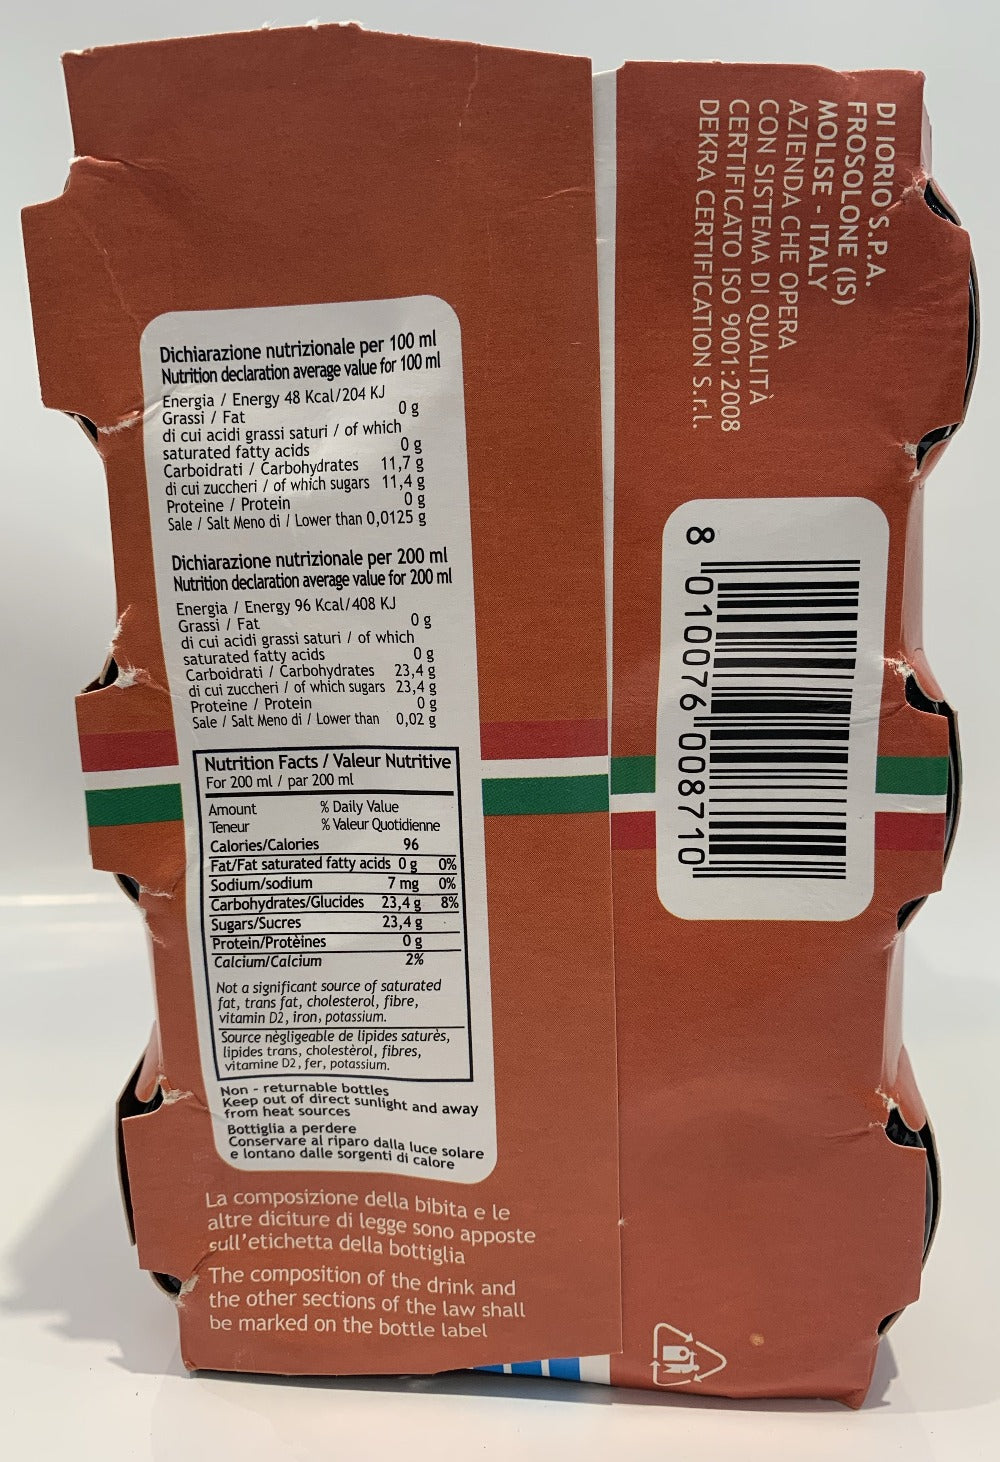 Dichiarazione nutrizionale per 100 ml
Nutrition declaration average value for 100 ml
Energia / Energy 48 Kcal/204 KJ
Grassi / Fat 0 g
di cui acidi grassi saturi / of which
saturated fatty acids 0 g
Carboidrati / Carbohydrates 11,7 g
di cui zuccheri / of which sugars 11,4 g
Proteine / Protein 0 g
Sale / Salt Meno di / Lower than 0,0125 g
Dichiarazione nutrizionale per 200 ml
Nutrition declaration average value for 200 ml
Energia / Energy 96 Kcal/408 KJ
Grassi / Fat 0 g
di cui acidi grassi saturi / of which
saturated fatty acids 0 g
Carboidrati / Carbohydrates 23,4 g
di cui zuccheri / of which sugars 23,4 g
Proteine / Protein 0 g
Sale / Salt Meno di / Lower than 0,02 g
Nutrition Facts / Valeur Nutritive
For 200 ml / par 200 ml
Amount % Daily Value
Teneur % Valeur Quotidienne
Calories/Calories 96
Fat/Fat saturated fatty acids 0 g 0%
Sodium/sodium 7 mg 0%
Carbohydrates/Glucides 23,4 g 8%
Sugars/Sucres 23,4 g
Protein/Protèines 0 g
Calcium/Calcium 2%
Not a significant source of saturated
fat, trans fat, cholesterol, fibre,
vitamin D2, iron, potassium.
Source nègligeable de lipides saturès,
lipides trans, cholestèrol, fibres,
vitamine D2, fer, potassium.
Non - returnable bottles
Keep out of direct sunlight and away
from heat sources
Bottiglia a perdere
Conservare al riparo dalla luce solare
e lontano dalle sorgenti di calore
La composizione della bibita e le
altre diciture di legge sono apposte
sull'etichetta della bottiglia
The composition of the drink and
the other sections of the law shall
be marked on the bottle label
DI IORIO S.P.A.
FROSOLONE (IS)
MOLISE - ITALY
AZIENDA CHE OPERA
CON SISTEMA DI QUALITÀ
CERTIFICATO ISO 9001:2008
DEKRA CERTIFICATION S.r.l.
8 010076 008710